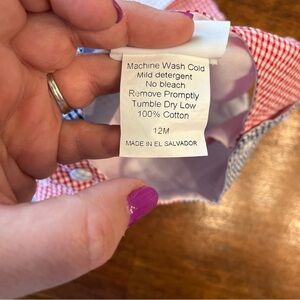 Machine Wash Cold
Mild detergent
No bleach
Remove Promptly
Tumble Dry Low
100% Cotton
12M
MADE IN EL SALVADOR